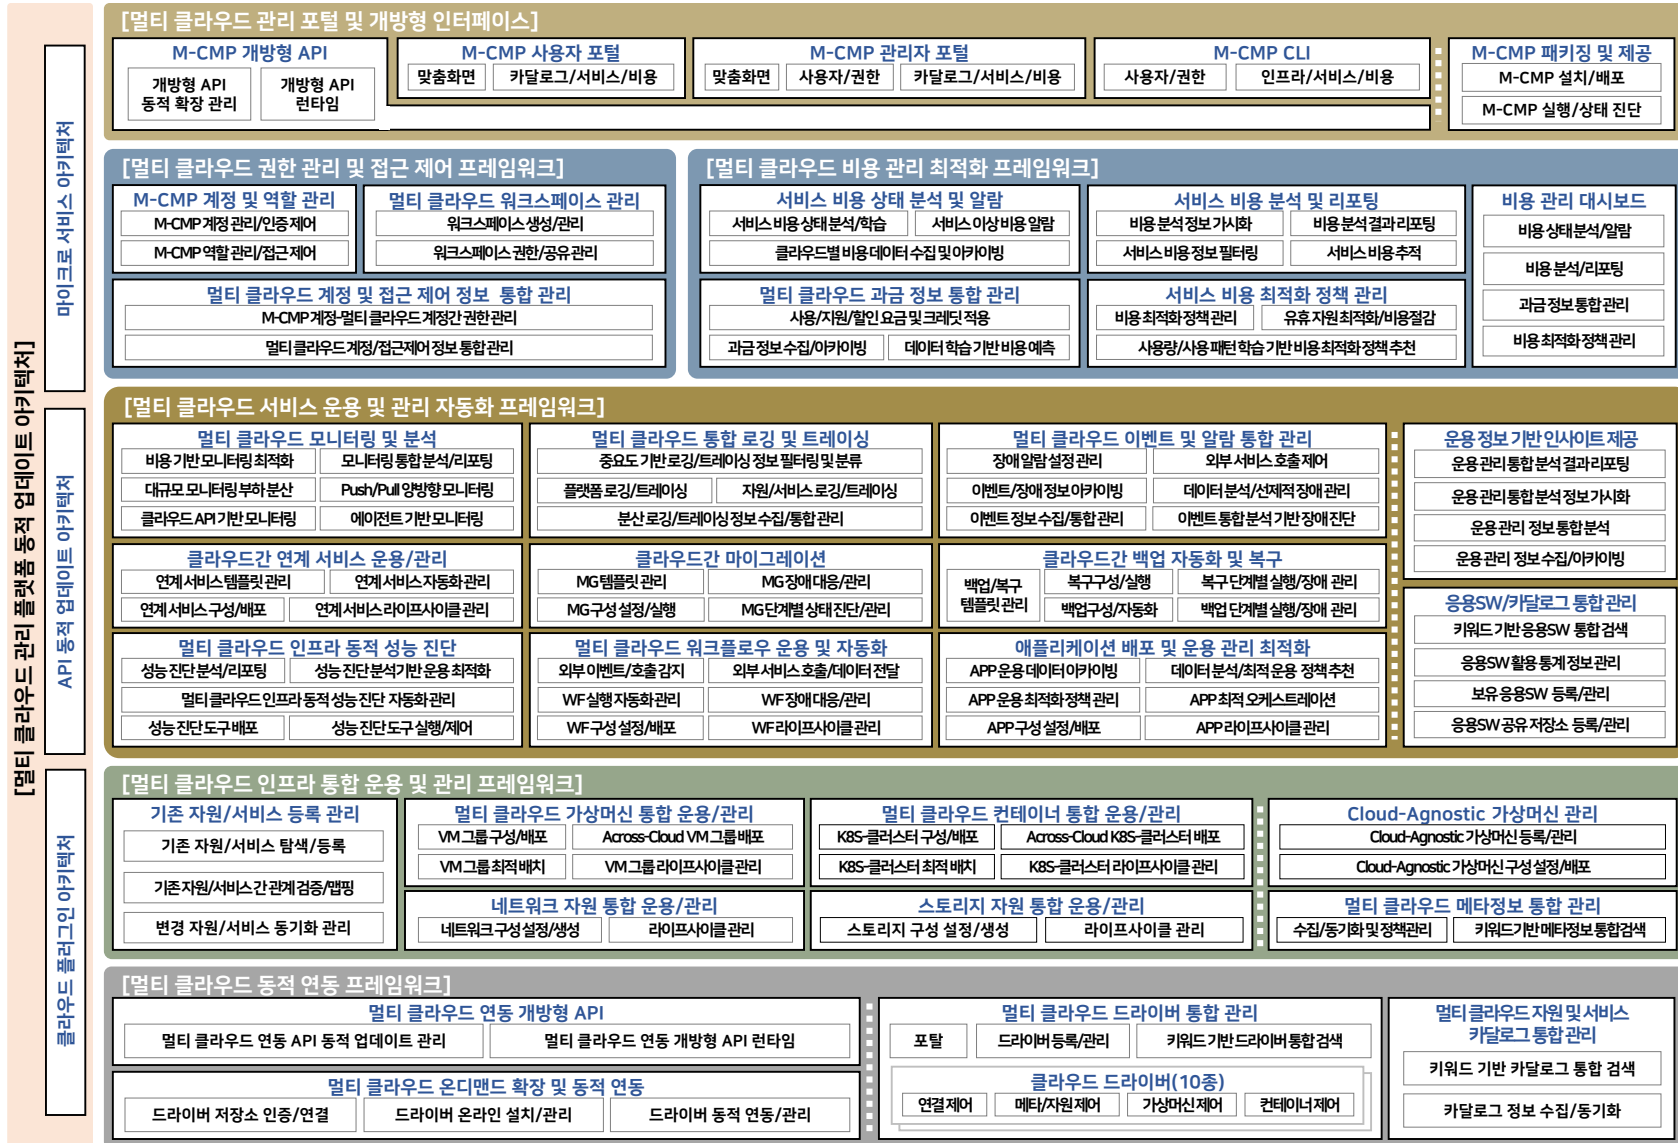 [멀티 클라우드 관리 플랫폼 동적 업데이트 아키텍처]
마이크로 서비스 아키텍처
API 동적 업데이트 아키텍처
클라우드 플러그인 아키텍처
[멀티 클라우드 관리 포털 및 개방형 인터페이스]
M-CMP 개방형 API
개방형 API
동적 확장 관리
개방형 API
런타임
M-CMP 사용자 포털
맞춤화면
카달로그/서비스/비용
M-CMP 관리자 포털
맞춤화면
사용자/권한
카달로그/서비스/비용
M-CMP CLI
사용자/권한
인프라/서비스/비용
M-CMP 패키징 및 제공
M-CMP 설치/배포
M-CMP 실행/상태 진단
[멀티 클라우드 권한 관리 및 접근 제어 프레임워크]
M-CMP 계정 및 역할 관리
M-CMP 계정 관리/인증 제어
M-CMP 역할 관리/접근 제어
멀티 클라우드 워크스페이스 관리
워크스페이스 생성/관리
워크스페이스 권한/공유 관리
멀티 클라우드 계정 및 접근 제어 정보 통합 관리
M-CMP 계정-멀티 클라우드 계정간 권한 관리
멀티 클라우드 계정/접근제어 정보 통합 관리
[멀티 클라우드 비용 관리 최적화 프레임워크]
서비스 비용 상태 분석 및 알람
서비스 비용 상태 분석/학습
서비스 이상 비용 알람
클라우드별 비용 데이터 수집 및 아카이빙
서비스 비용 분석 및 리포팅
비용 분석 정보 가시화
비용 분석 결과 리포팅
서비스 비용 정보 필터링
서비스 비용 추적
멀티 클라우드 과금 정보 통합 관리
사용/지원/할인 요금 및 크레딧 적용
과금 정보 수집/아카이빙
데이터 학습 기반 비용 예측
서비스 비용 최적화 정책 관리
비용 최적화 정책 관리
유휴 자원 최적화/비용절감
사용량/사용 패턴 학습 기반 비용 최적화 정책 추천
비용 관리 대시보드
비용 상태 분석/알람
비용 분석/리포팅
과금 정보 통합 관리
비용 최적화 정책 관리
[멀티 클라우드 서비스 운용 및 관리 자동화 프레임워크]
멀티 클라우드 모니터링 및 분석
비용 기반 모니터링 최적화
모니터링 통합 분석/리포팅
대규모 모니터링 부하 분산
Push/Pull 양방향 모니터링
클라우드 API 기반 모니터링
에이전트 기반 모니터링
멀티 클라우드 통합 로깅 및 트레이싱
중요도 기반 로깅/트레이싱 정보 필터링 및 분류
플랫폼 로깅/트레이싱
자원/서비스 로깅/트레이싱
분산 로깅/트레이싱 정보 수집/통합 관리
멀티 클라우드 이벤트 및 알람 통합 관리
장애 알람 설정 관리
외부 서비스 호출 제어
이벤트/장애 정보 아카이빙
데이터 분석/선제적 장애 관리
이벤트 정보 수집/통합 관리
이벤트 통합 분석 기반 장애 진단
운용 정보 기반 인사이트 제공
운용 관리 통합 분석 결과 리포팅
운용 관리 통합 분석 정보 가시화
운용 관리 정보 통합 분석
운용 관리 정보 수집/아카이빙
클라우드간 연계 서비스 운용/관리
연계 서비스 템플릿 관리
연계 서비스 자동화 관리
연계 서비스 구성/배포
연계 서비스 라이프사이클 관리
클라우드간 마이그레이션
MG 템플릿 관리
MG 장애 대응/관리
MG 구성 설정/실행
MG 단계별 상태 진단/관리
클라우드간 백업 자동화 및 복구
백업/복구
템플릿 관리
복구구성/실행
복구 단계별 실행/장애 관리
백업구성/자동화
백업 단계별 실행/장애 관리
응용SW/카달로그 통합 관리
키워드 기반 응용SW 통합 검색
응용SW 활용 통계 정보 관리
보유 응용SW 등록/관리
응용SW 공유 저장소 등록/관리
멀티 클라우드 인프라 동적 성능 진단
성능 진단 분석/리포팅
성능 진단 분석기반 운용 최적화
멀티 클라우드 인프라 동적 성능 진단 자동화 관리
성능 진단 도구 배포
성능 진단 도구 실행/제어
멀티 클라우드 워크플로우 운용 및 자동화
외부 이벤트/호출 감지
외부 서비스 호출/데이터 전달
WF 실행 자동화 관리
WF 장애 대응/관리
WF 구성 설정/배포
WF 라이프사이클 관리
애플리케이션 배포 및 운용 관리 최적화
APP 운용 데이터 아카이빙
데이터 분석/최적 운용 정책 추천
APP 운용 최적화 정책 관리
APP 최적 오케스트레이션
APP 구성 설정/배포
APP 라이프사이클 관리
[멀티 클라우드 인프라 통합 운용 및 관리 프레임워크]
기존 자원/서비스 등록 관리
기존 자원/서비스 탐색/등록
기존 자원/서비스간 관계 검증/맵핑
변경 자원/서비스 동기화 관리
멀티 클라우드 가상머신 통합 운용/관리
VM 그룹 구성/배포
Across-Cloud VM 그룹 배포
VM 그룹 최적 배치
VM 그룹 라이프사이클 관리
멀티 클라우드 컨테이너 통합 운용/관리
K8S-클러스터 구성/배포
Across-Cloud K8S-클러스터 배포
K8S-클러스터 최적 배치
K8S-클러스터 라이프사이클 관리
Cloud-Agnostic 가상머신 관리
Cloud-Agnostic 가상머신 등록/관리
Cloud-Agnostic 가상머신 구성 설정/배포
네트워크 자원 통합 운용/관리
네트워크 구성 설정/생성
라이프사이클 관리
스토리지 자원 통합 운용/관리
스토리지 구성 설정/생성
라이프사이클 관리
멀티 클라우드 메타정보 통합 관리
수집/동기화 및 정책관리
키워드기반 메타정보 통합검색
[멀티 클라우드 동적 연동 프레임워크]
멀티 클라우드 연동 개방형 API
멀티 클라우드 연동 API 동적 업데이트 관리
멀티 클라우드 연동 개방형 API 런타임
멀티 클라우드 온디맨드 확장 및 동적 연동
드라이버 저장소 인증/연결
드라이버 온라인 설치/관리
드라이버 동적 연동/관리
멀티 클라우드 드라이버 통합 관리
포탈
드라이버 등록/관리
키워드 기반 드라이버 통합 검색
클라우드 드라이버(10종)
연결 제어
메타/자원 제어
가상머신 제어
컨테이너 제어
멀티 클라우드 자원 및 서비스
카달로그 통합 관리
키워드 기반 카달로그 통합 검색
카달로그 정보 수집/동기화